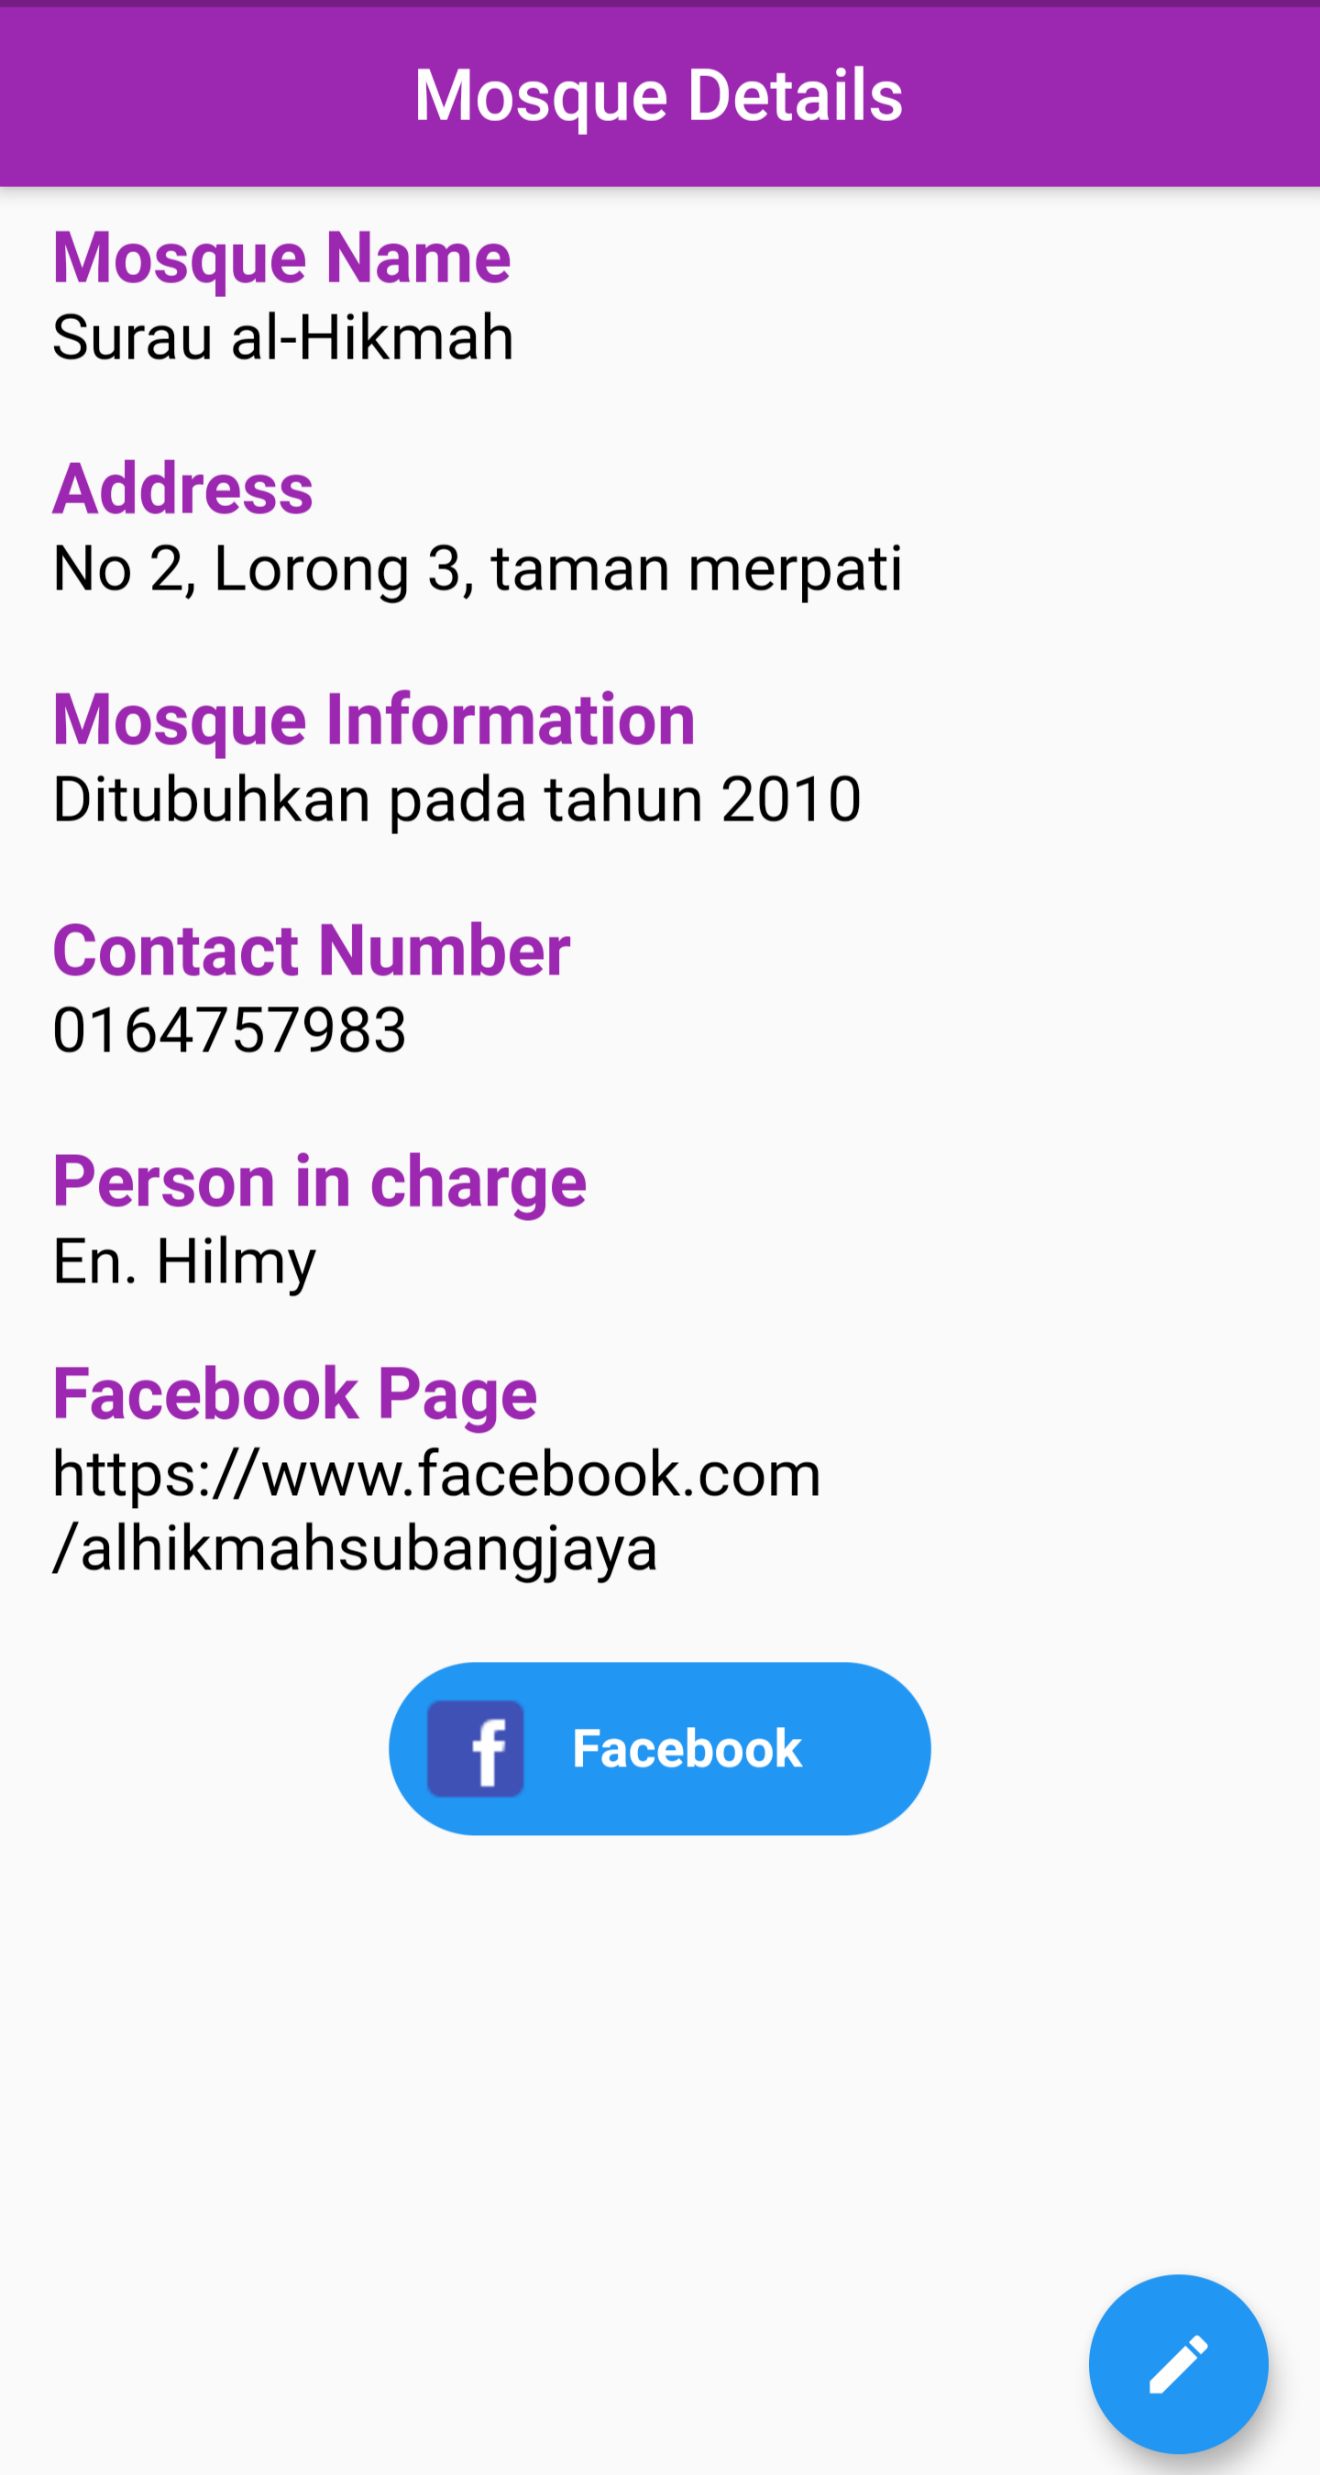 Mosque Details
Mosque Name
Surau al-Hikmah
Address
No 2, Lorong 3, taman merpati
Mosque Information
Ditubuhkan pada tahun 2010
Contact Number
0164757983
Person in charge
En. Hilmy
Facebook Page
https://www.facebook.com
/alhikmahsubangjaya
f Facebook